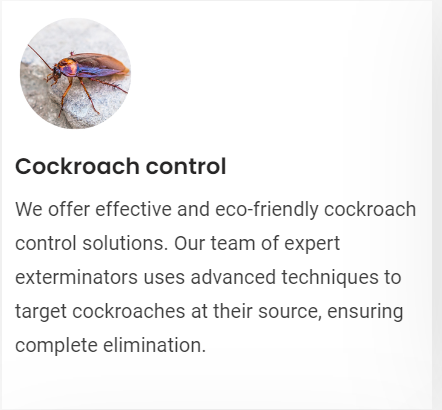 Cockroach control
We offer effective and eco-friendly cockroach
control solutions. Our team of expert
exterminators uses advanced techniques to
target cockroaches at their source, ensuring
complete elimination.